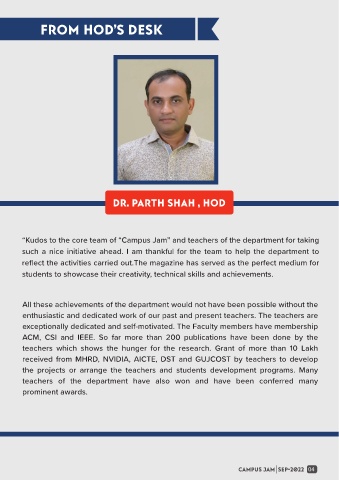 FROM HOD'S DESK
DR. PARTH SHAH , HOD
“Kudos to the core team of “Campus Jam” and teachers of the department for taking
such a nice initiative ahead. I am thankful for the team to help the department to
reflect the activities carried out.The magazine has served as the perfect medium for
students to showcase their creativity, technical skills and achievements.
All these achievements of the department would not have been possible without the
enthusiastic and dedicated work of our past and present teachers. The teachers are
exceptionally dedicated and self-motivated. The Faculty members have membership
ACM, CSI and IEEE. So far more than 200 publications have been done by the
teachers which shows the hunger for the research. Grant of more than 10 Lakh
received from MHRD, NVIDIA, AICTE, DST and GUJCOST by teachers to develop
the projects or arrange the teachers and students development programs. Many
teachers of the department have also won and have been conferred many
prominent awards.
CAMPUS JAM|SEP-2022 04